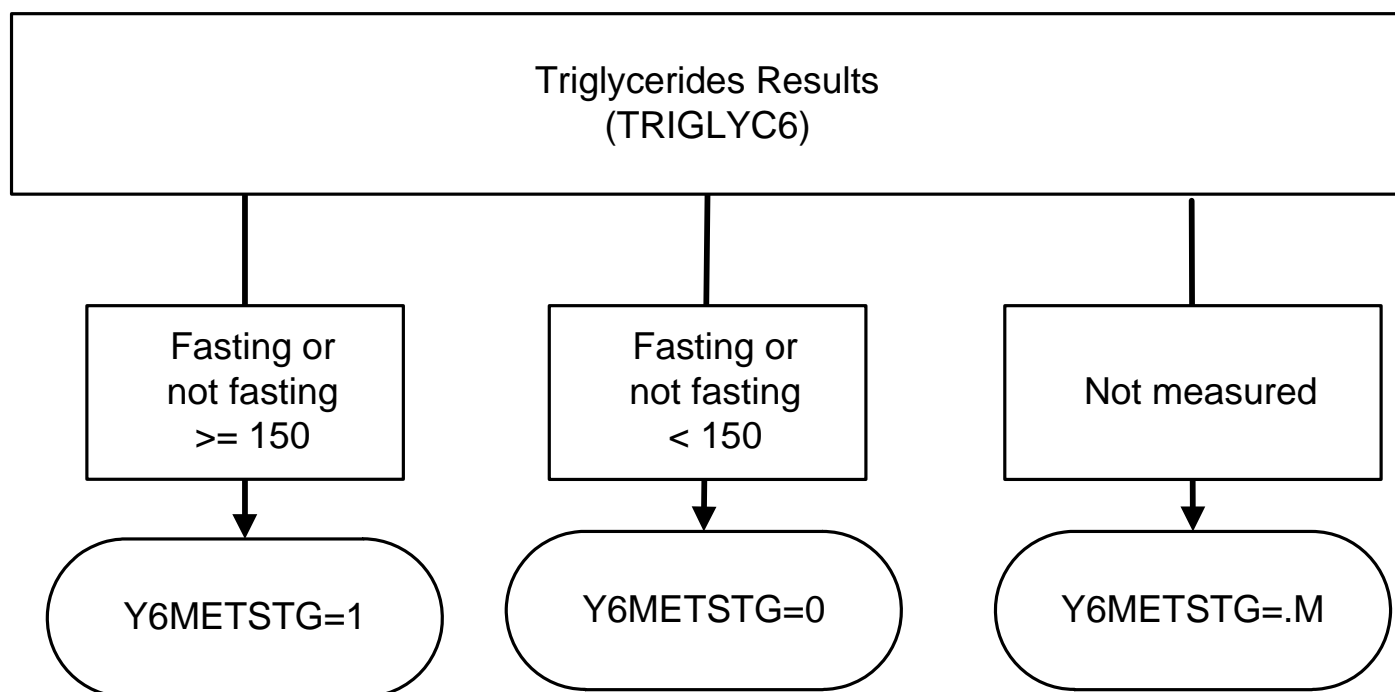 Triglycerides Results
(TRIGLYC6)
Fasting or
not fasting
>= 150
Fasting or
not fasting
< 150
Not measured
Y6METSTG=1
Y6METSTG=0
Y6METSTG=.M